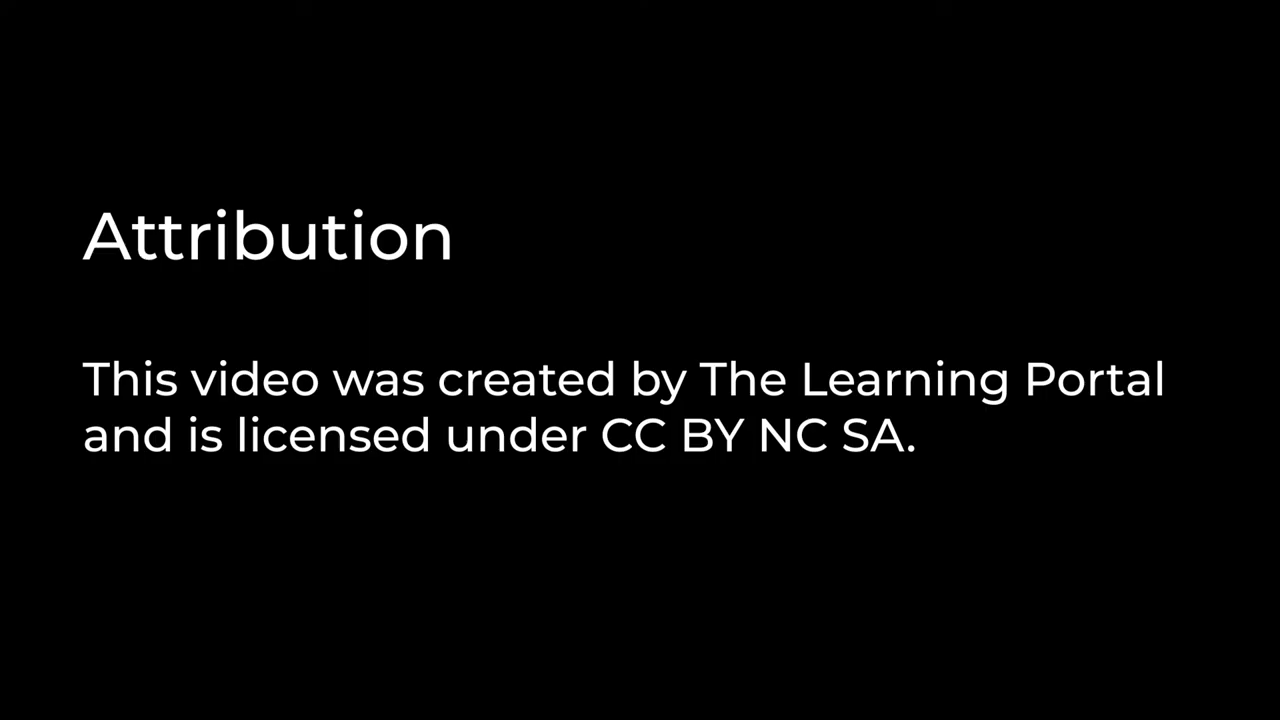 Attribution
This video was created by The Learning Portal
and is licensed under CC BY NC SA.